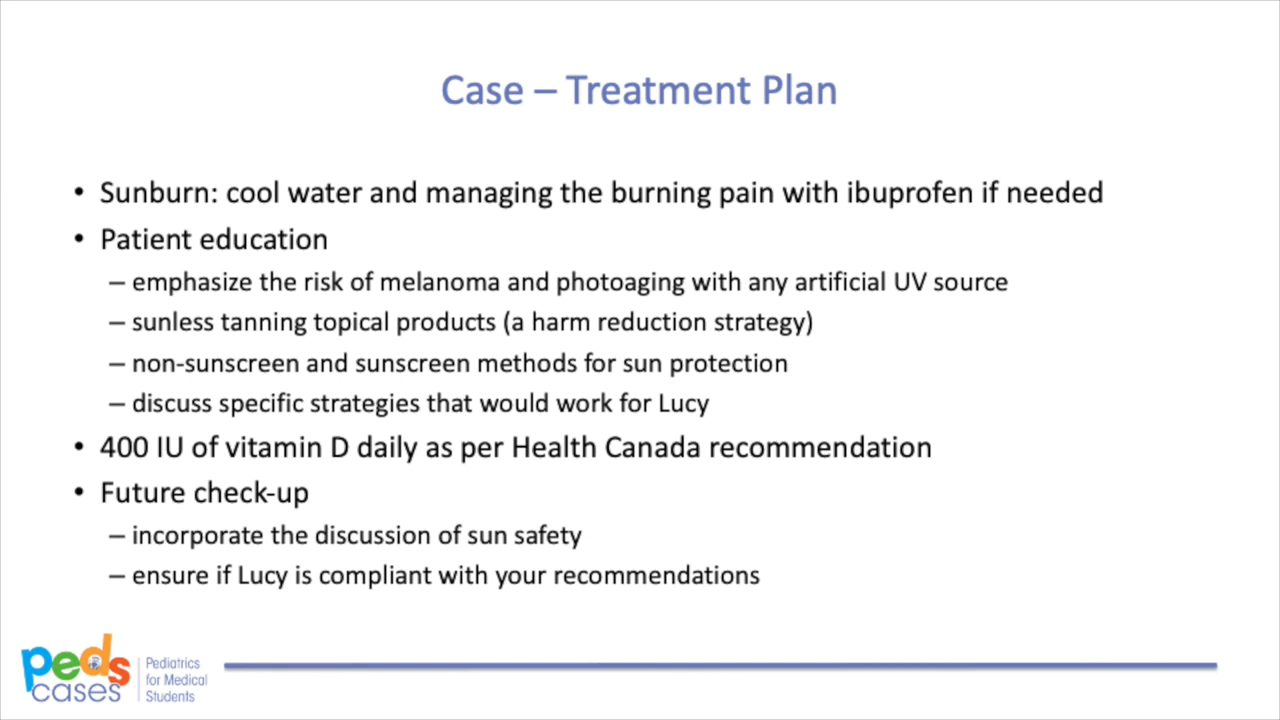 Case – Treatment Plan
• Sunburn: cool water and managing the burning pain with ibuprofen if needed
• Patient education
– emphasize the risk of melanoma and photoaging with any artificial UV source
– sunless tanning topical products (a harm reduction strategy)
– non-sunscreen and sunscreen methods for sun protection
– discuss specific strategies that would work for Lucy
• 400 IU of vitamin D daily as per Health Canada recommendation
• Future check-up
– incorporate the discussion of sun safety
– ensure if Lucy is compliant with your recommendations
peds
cases
Pediatrics
for Medical
Students